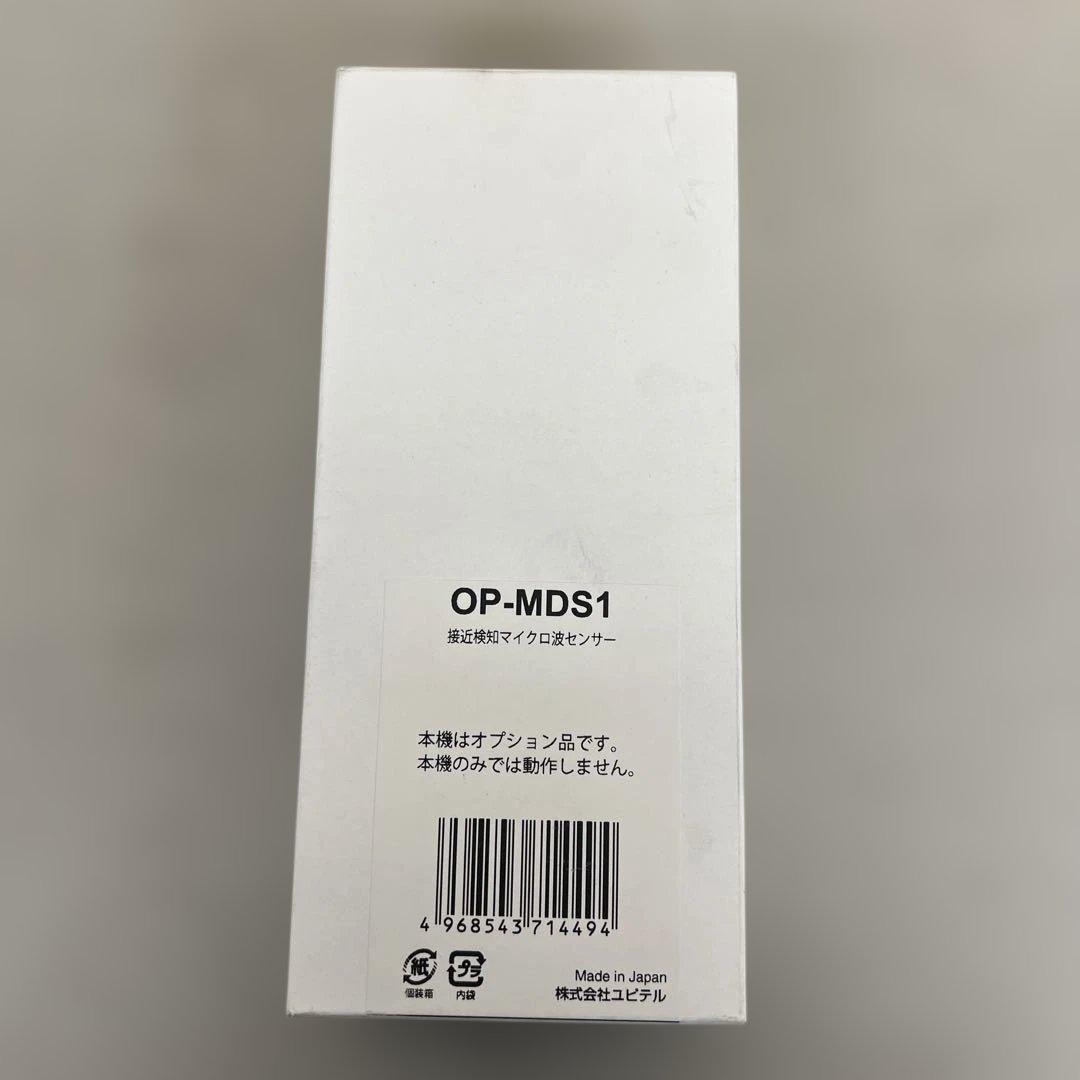 OP-MDS1
接近検知マイクロ波センサー
本機はオプション品です。
本機のみでは動作しません。
4 968543 714494
紙 プラ
個装箱 内袋
Made in Japan
株式会社ユピテル